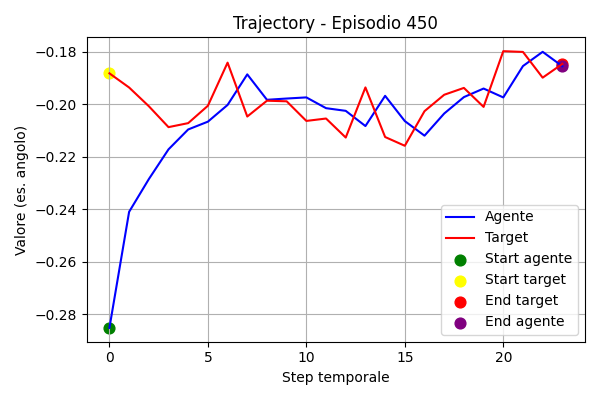 Trajectory - Episodio 450
Valore (es. angolo)
−0.18
−0.20
−0.22
−0.24
−0.26
−0.28
0
5
10
15
20
Step temporale
Agente
Target
Start agente
Start target
End target
End agente